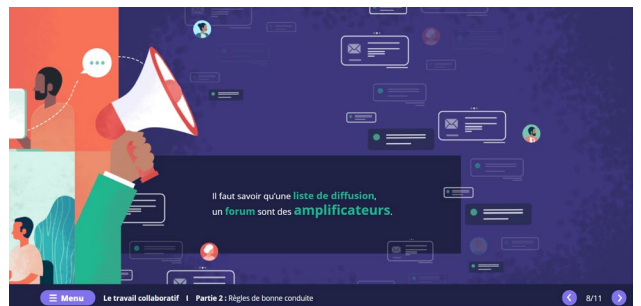 Il faut savoir qu'une liste de diffusion,
un forum sont des amplificateurs.
Menu Le travail collaboratif I Partie 2 : Règles de bonne conduite 8/11